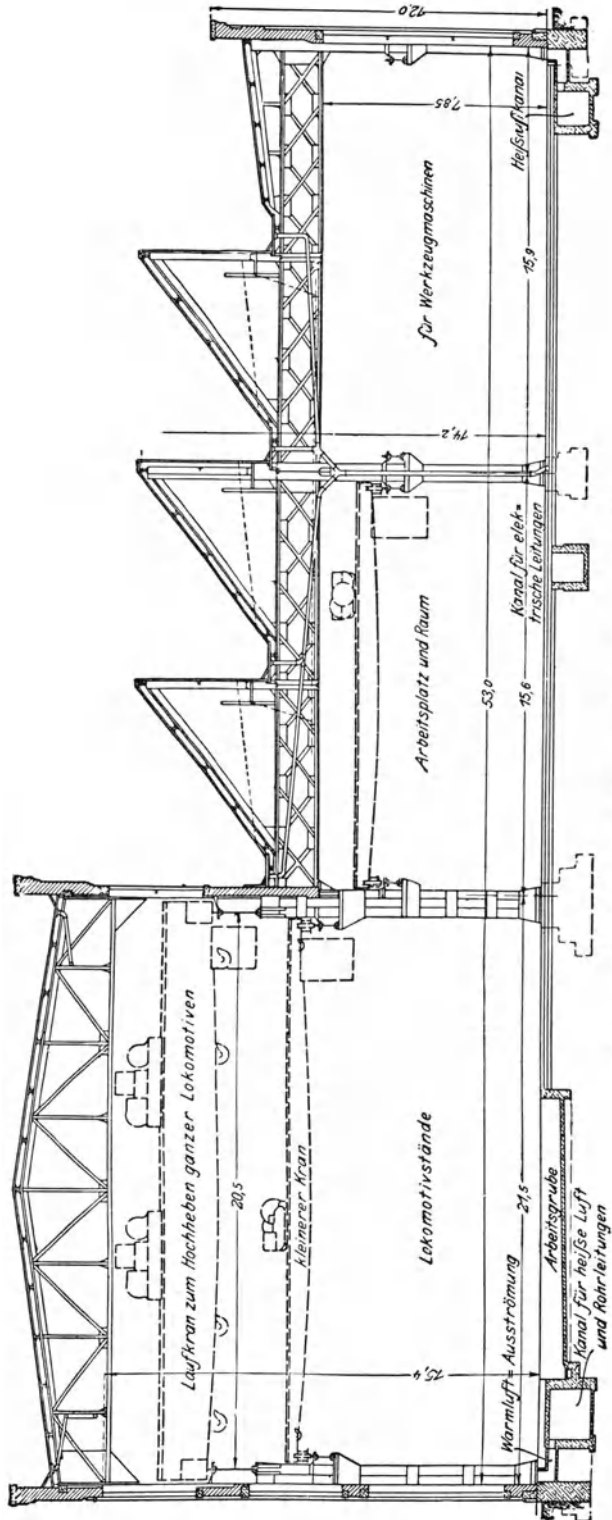 Laufkran zum Hochheben ganzer Lokomotiven
20,5
kleinerer Kran
Lokomotivstände
15,4
Warmluft=Ausströmung
21,5
Arbeitsgrube
Kanal für heiße Luft
und Rohrleitungen
Arbeitsplatz und Raum
53,0
15,6
Kanal für elek=
trische Leitungen
14,2
für Werkzeugmaschinen
7,85
12,0
15,9
Heißluftkanal